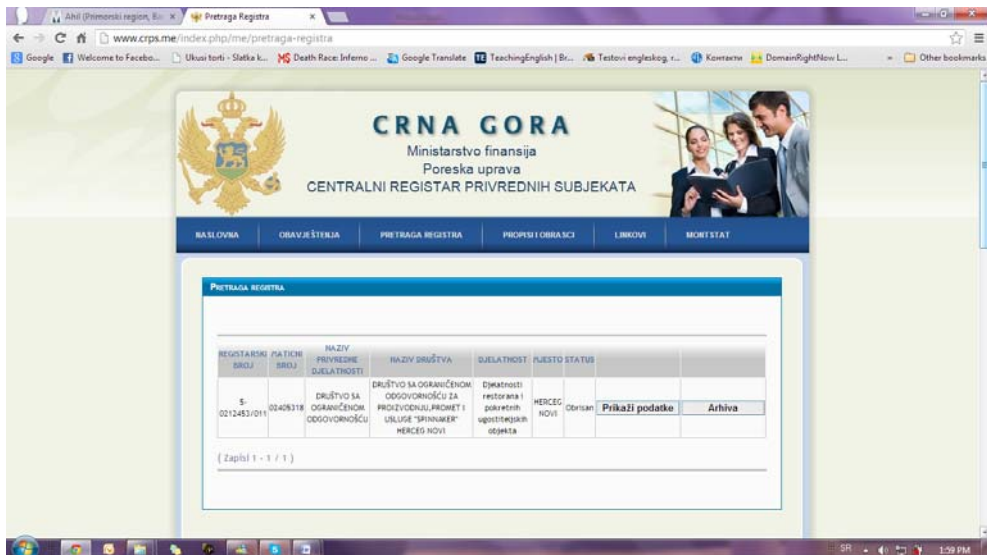 Ahil (Primorski region, Bu
Pretraga Registra
www.crps.me/index.php/me/pretraga-registra
Google
Welcome to Facebo...
Ukusi torti - Slatka k...
Death Race: Inferno ...
Google Translate
TE TeachingEnglish | Br...
Testovi engleskog, r...
Контакти
DomainRightNow L...
Other bookmarks
CRNA GORA
Ministarstvo finansija
Poreska uprava
CENTRALNI REGISTAR PRIVREDNIH SUBJEKATA
NASLOVNA OBAVJEŠTENJA PRETRAGA REGISTRA PROPISI I OBRASCI LINKOVI MONTSTAT
PRETRAGA REGISTRA
REGISTARSKI BROJ
MATICNI BROJ
NAZIV
PRIVREDNE
DJELATNOSTI
NAZIV DRUŠTVA
DJELATNOST
MJESTO
STATUS
5-
0212453/011
02405318
DRUŠTVO SA
OGRANIČENOM
ODGOVORNOŠĆU
DRUŠTVO SA OGRANIČENOM
ODGOVORNOŠĆU ZA
PROIZVODNJU,PROMET I
USLUGE "SPINNAKER"
HERCEG NOVI
Djelatnosti
restorana i
pokretnih
ugostiteljskih
objekta
HERCEG
NOVI
Obrisan
Prikaži podatke
Arhiva
( Zapisi 1 - 1 / 1 )
SR
1:59 PM